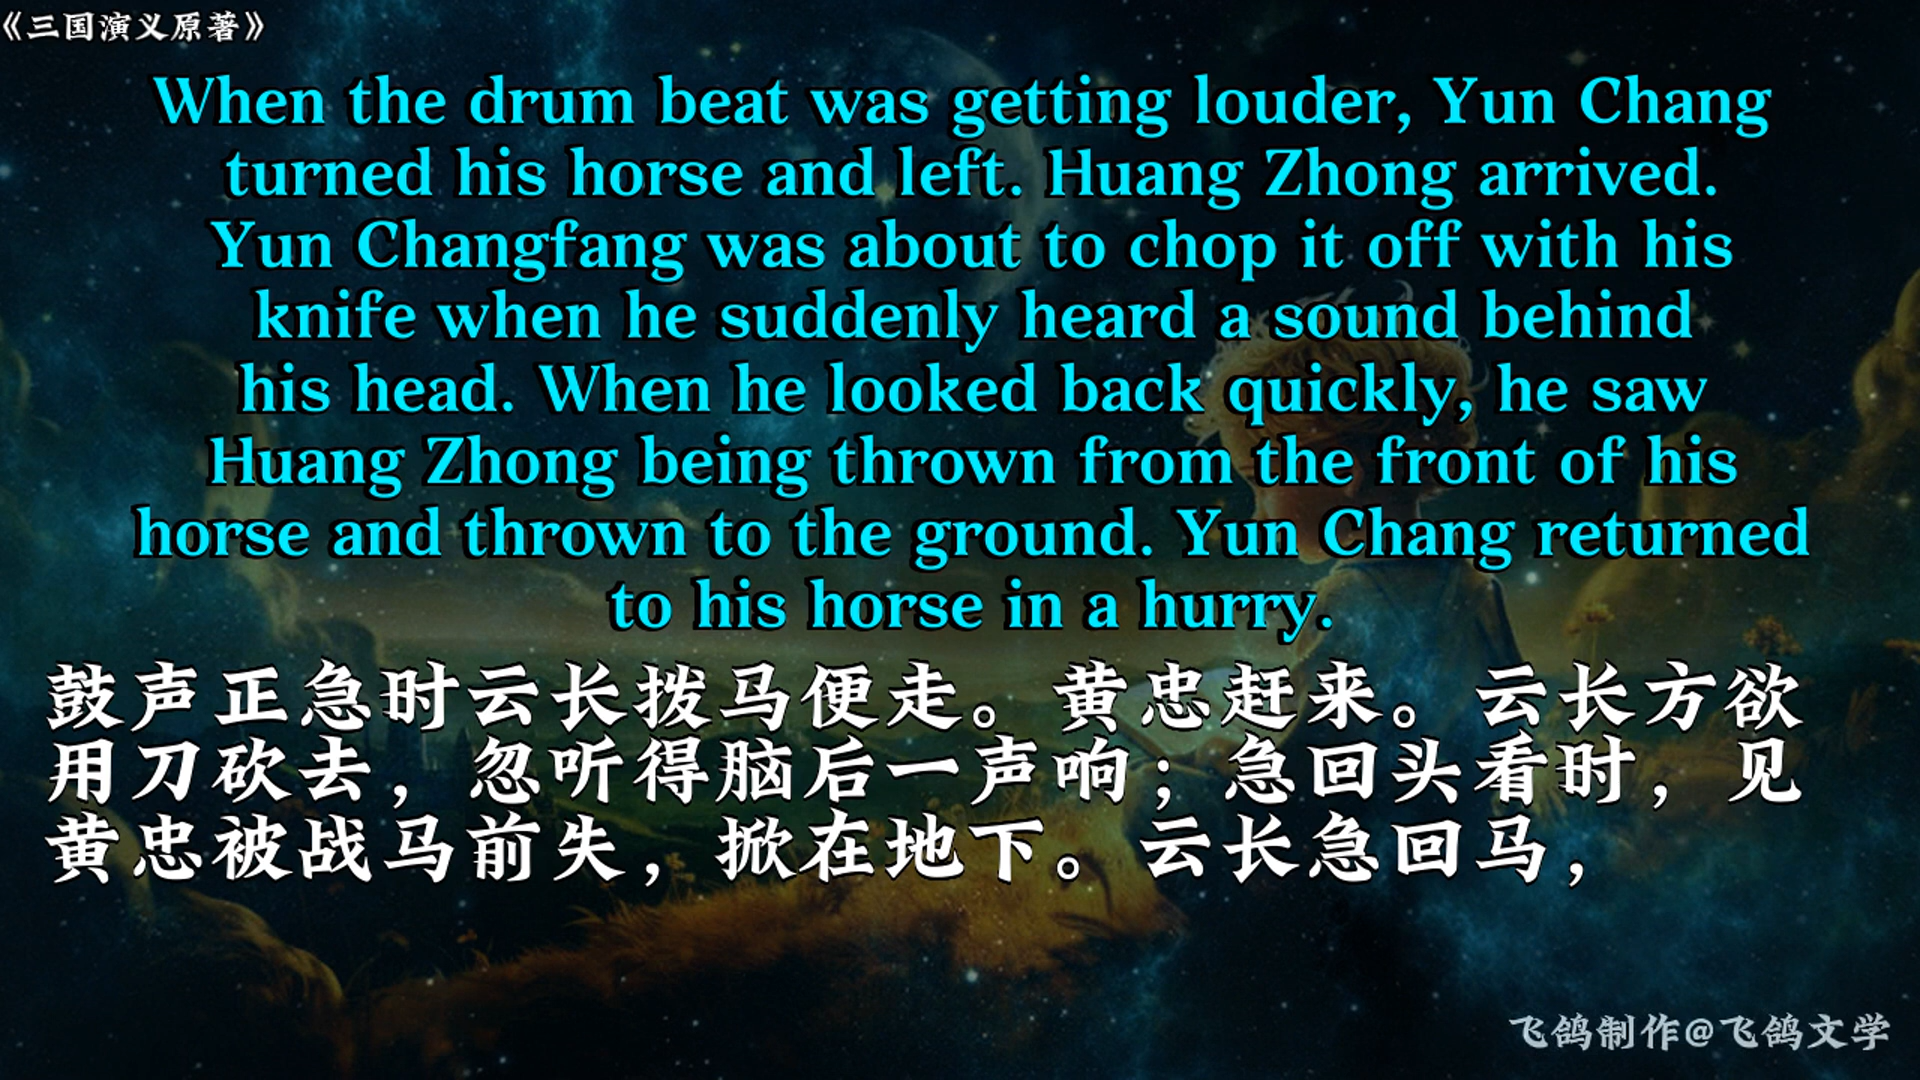 《三国演义原著》
When the drum beat was getting louder, Yun Chang
turned his horse and left. Huang Zhong arrived.
Yun Changfang was about to chop it off with his
knife when he suddenly heard a sound behind
his head. When he looked back quickly, he saw
Huang Zhong being thrown from the front of his
horse and thrown to the ground. Yun Chang returned
to his horse in a hurry.
鼓声正急时云长拨马便走。黄忠赶来。云长方欲
用刀砍去，忽听得脑后一声响；急回头看时，见
黄忠被战马前失，掀在地下。云长急回马，
飞鸽制作@飞鸽文学